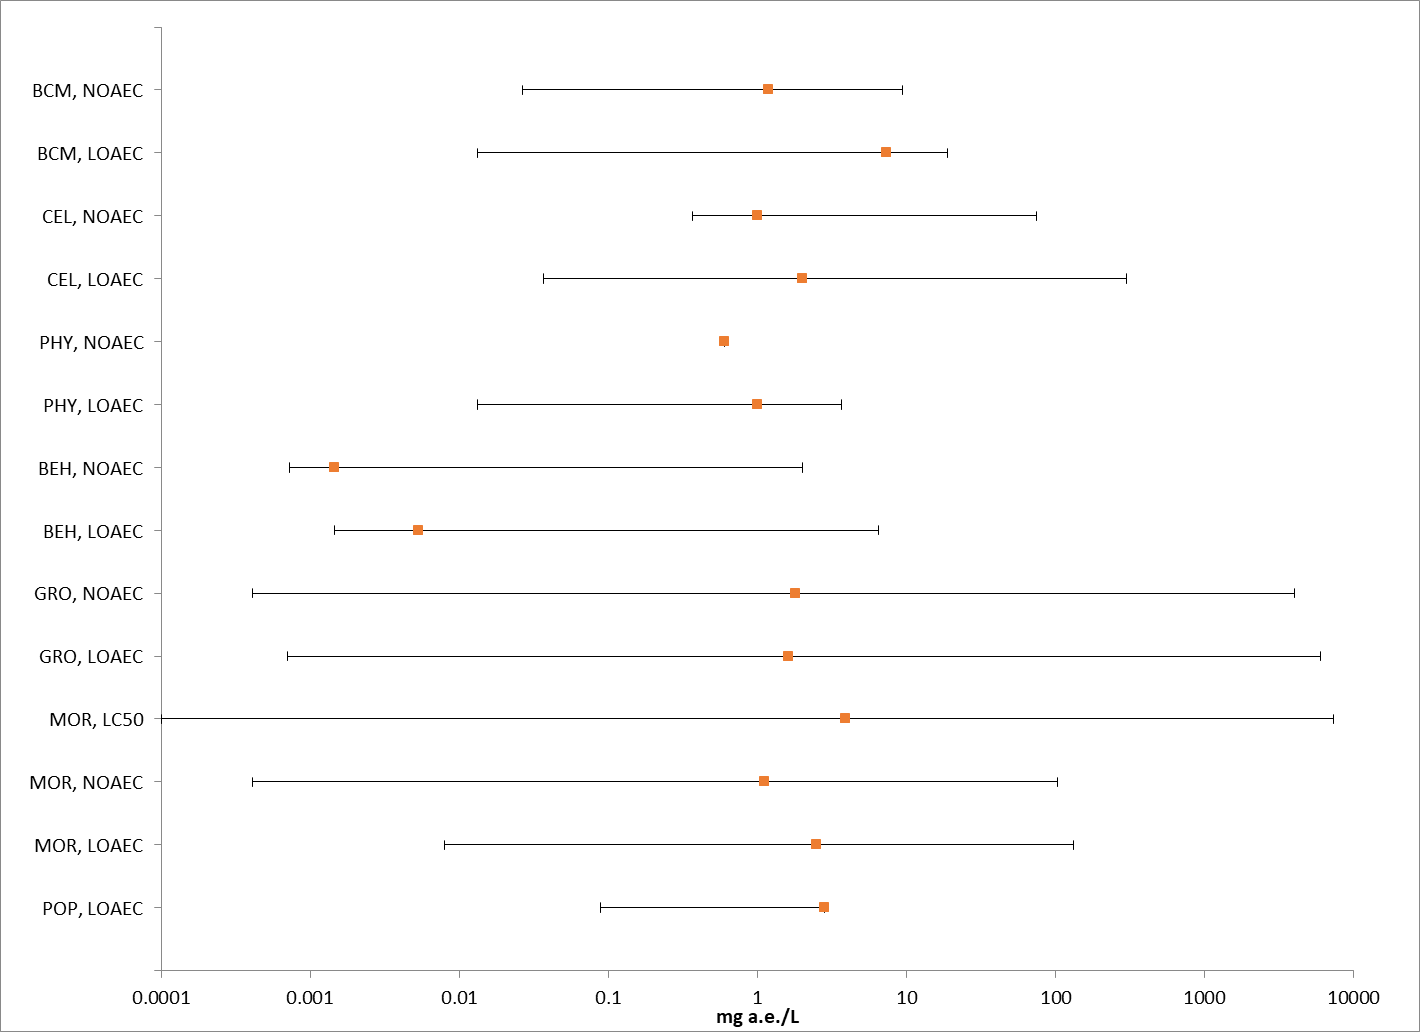 BCM, NOAEC
BCM, LOAEC
CEL, NOAEC
CEL, LOAEC
PHY, NOAEC
PHY, LOAEC
BEH, NOAEC
BEH, LOAEC
GRO, NOAEC
GRO, LOAEC
MOR, LC50
MOR, NOAEC
MOR, LOAEC
POP, LOAEC
0.0001 0.001 0.01 0.1 1 10 100 1000 10000
mg a.e./L